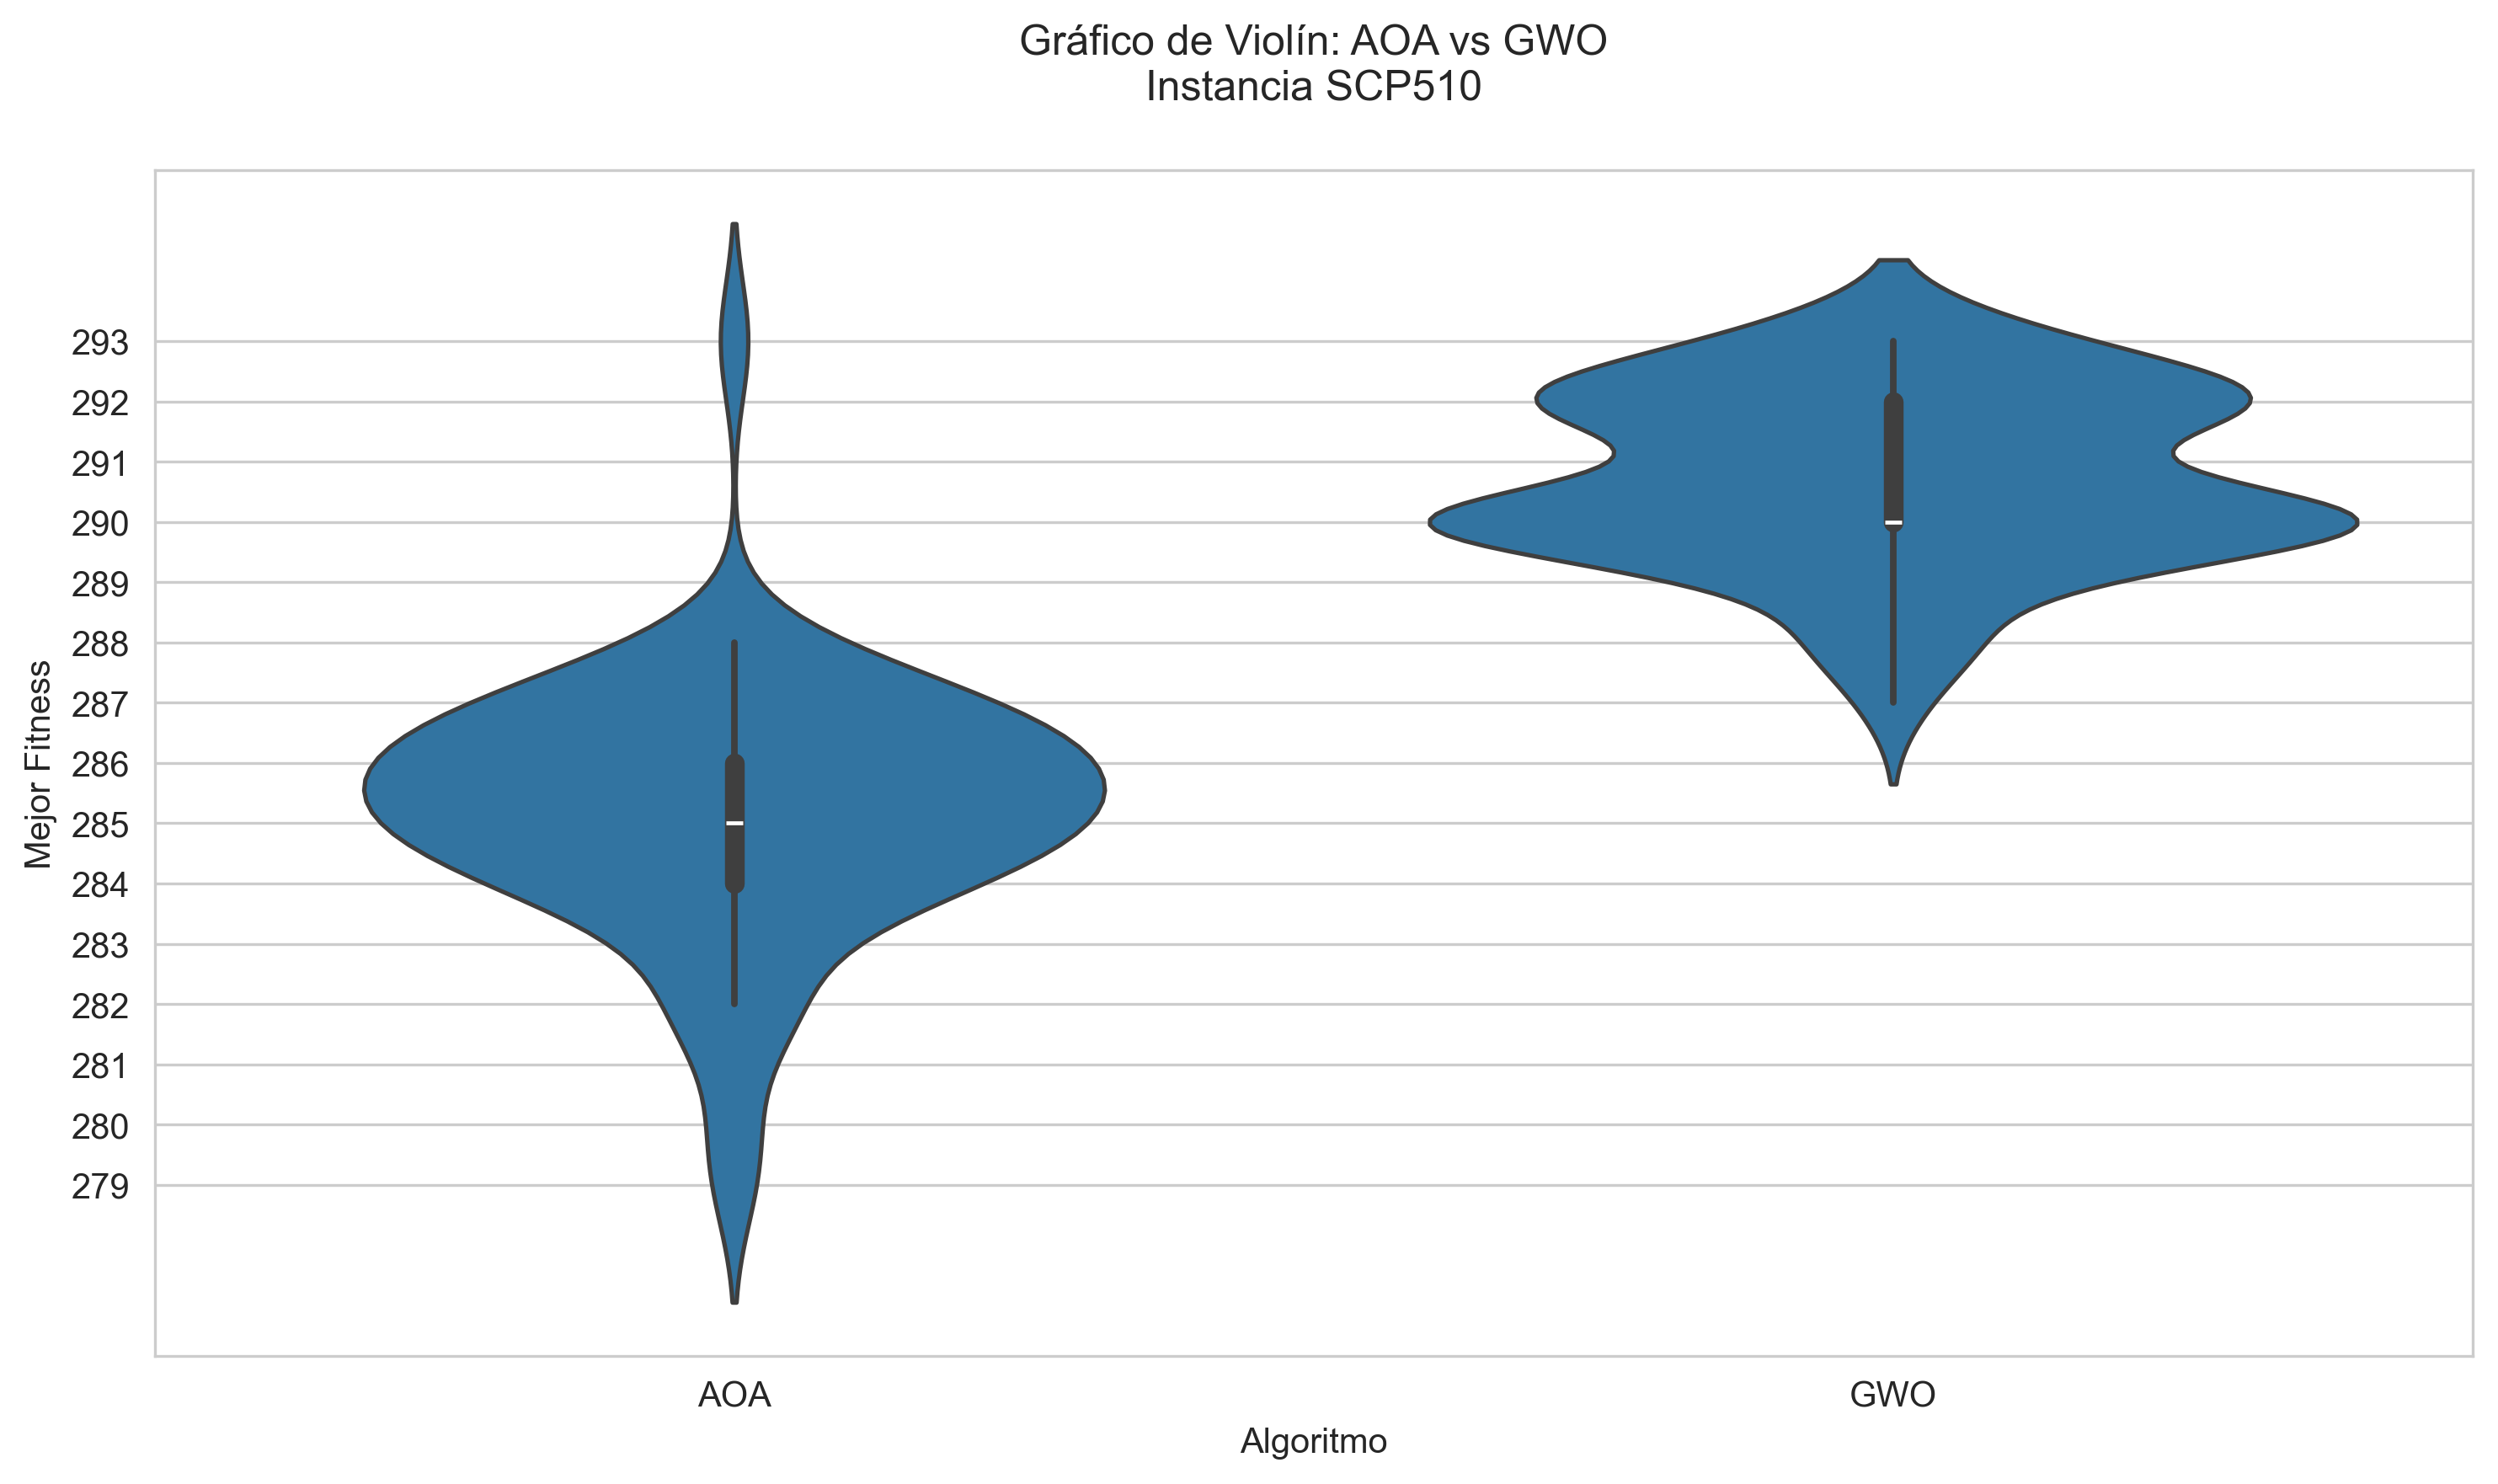 Gráfico de Violín: AOA vs GWO
Instancia SCP510
Mejor Fitness
293
292
291
290
289
288
287
286
285
284
283
282
281
280
279
AOA
GWO
Algoritmo